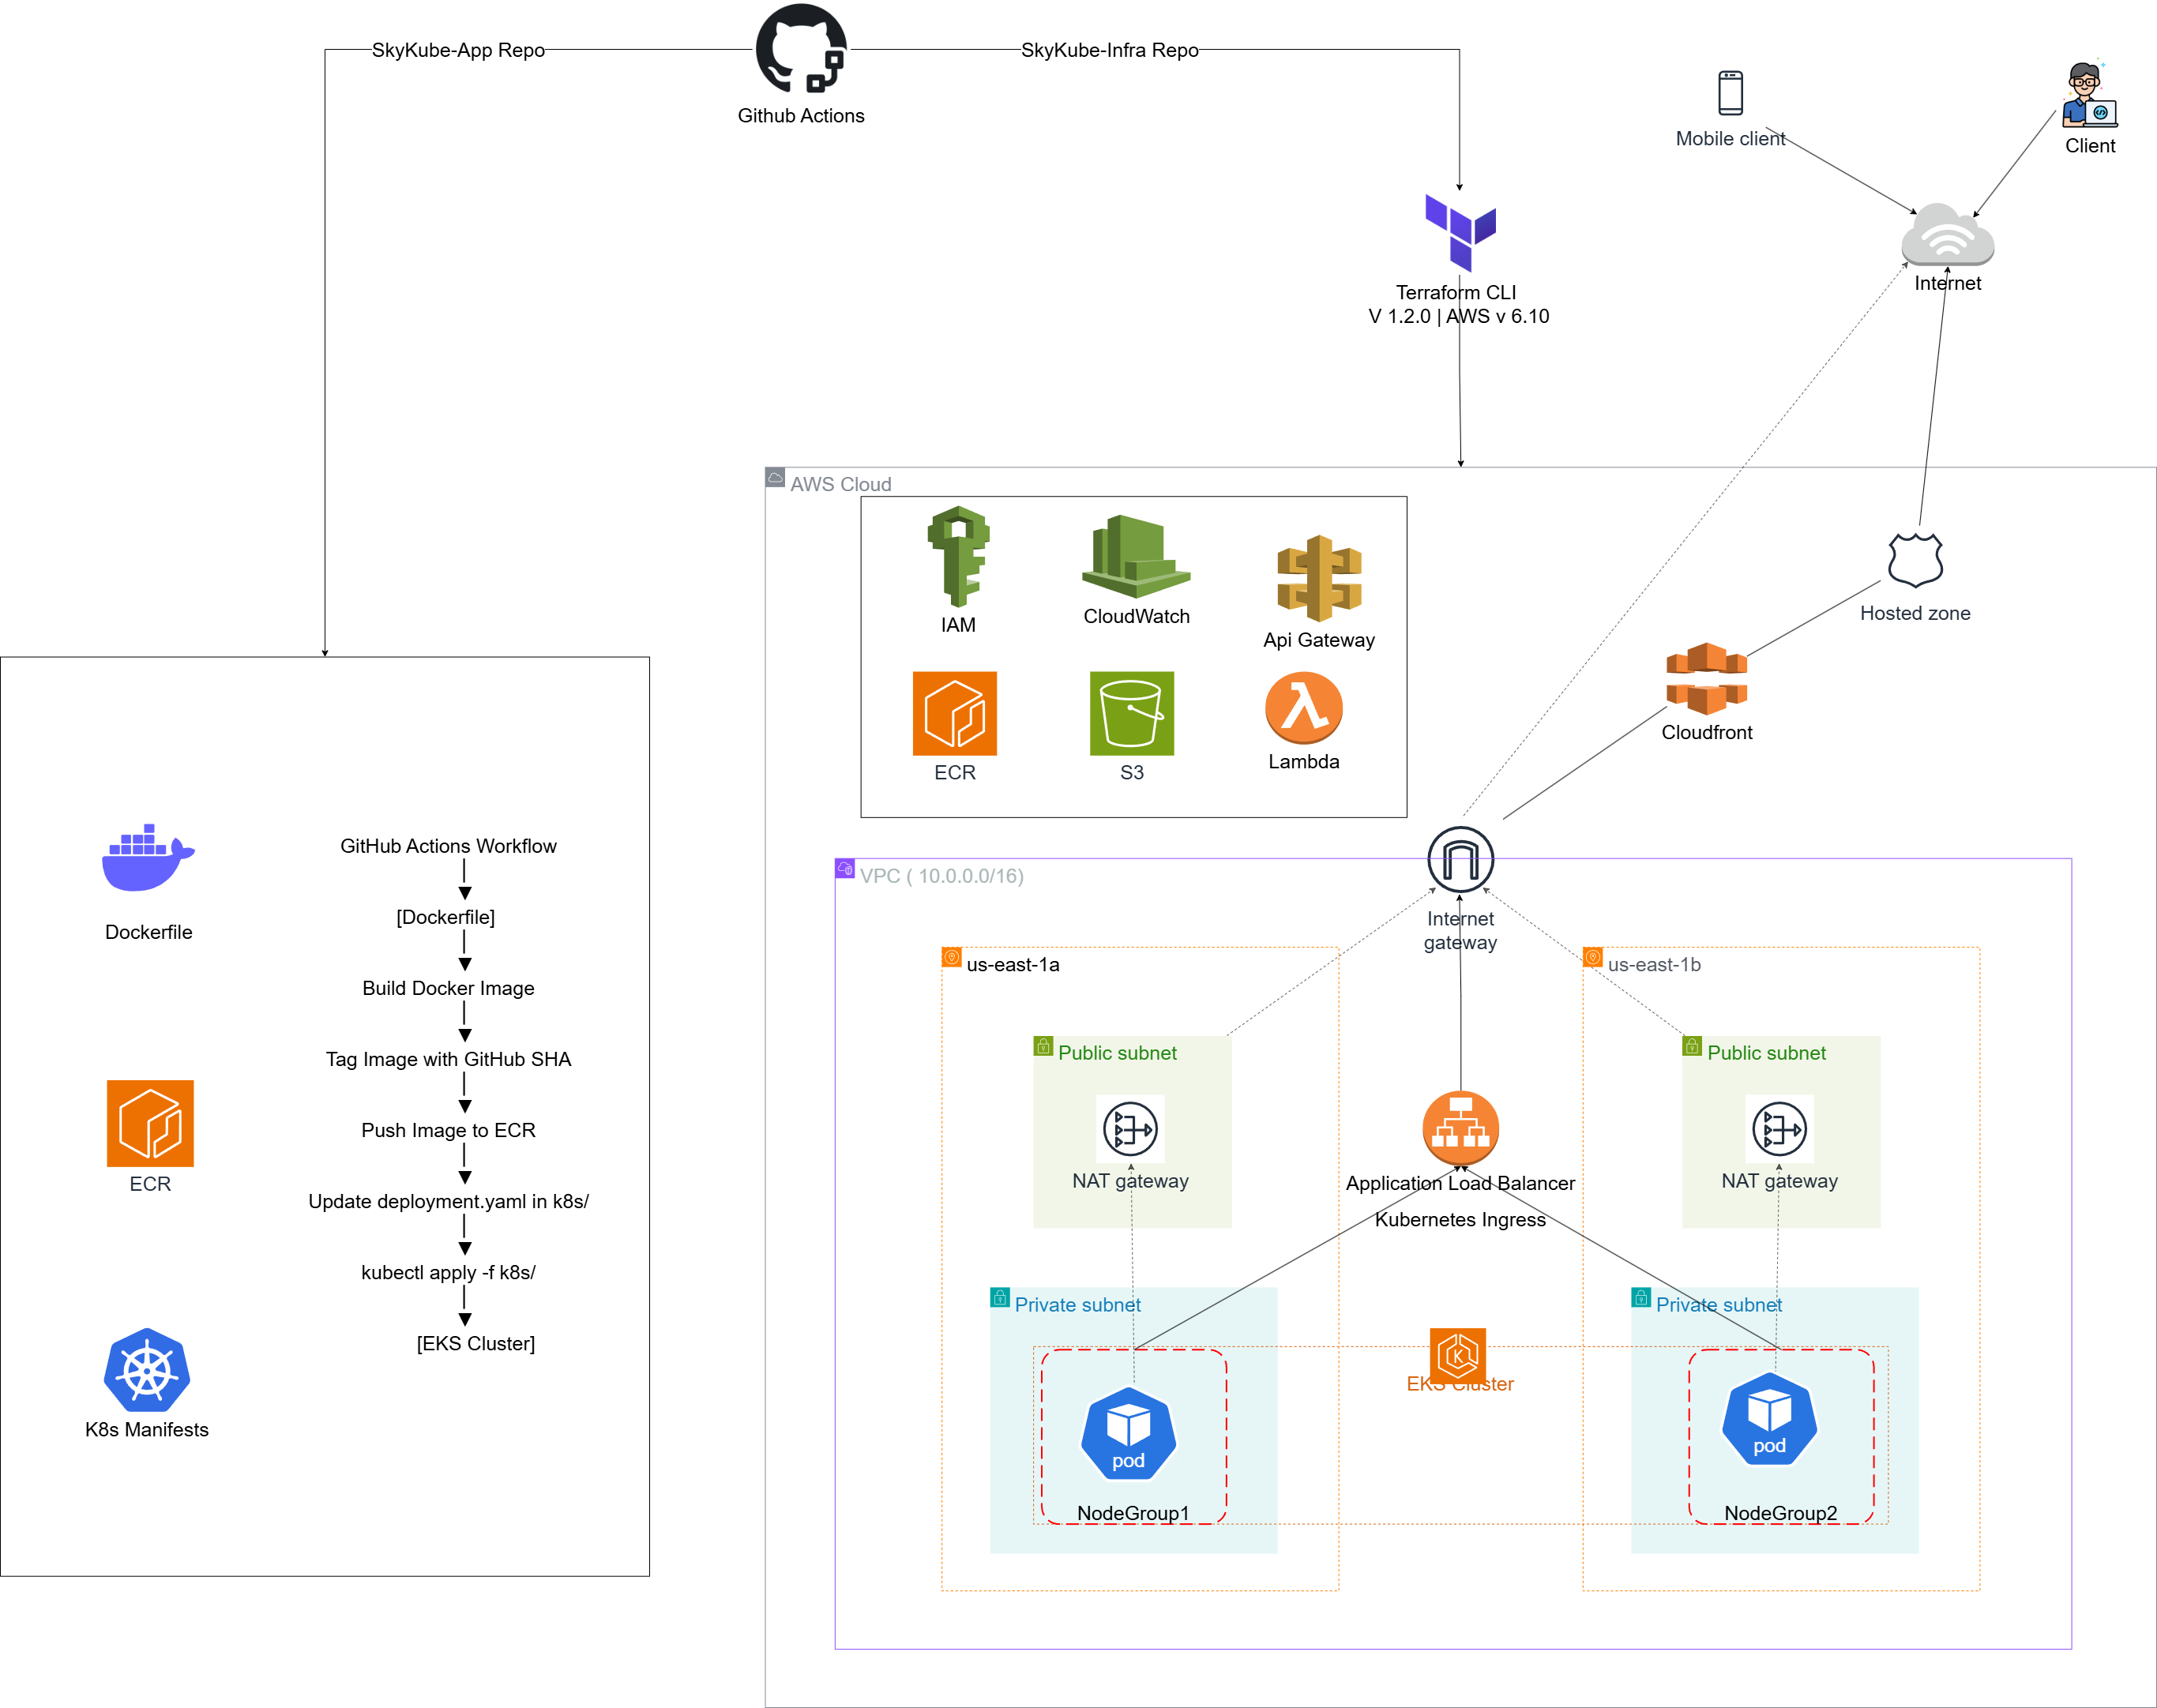 SkyKube-App Repo
SkyKube-Infra Repo
Github Actions
Mobile client
Client
Internet
Terraform CLI
V 1.2.0 | AWS v 6.10
AWS Cloud
IAM
CloudWatch
Api Gateway
ECR
S3
Lambda
Hosted zone
Cloudfront
GitHub Actions Workflow
[Dockerfile]
Build Docker Image
Tag Image with GitHub SHA
Push Image to ECR
Update deployment.yaml in k8s/
kubectl apply -f k8s/
[EKS Cluster]
Dockerfile
ECR
K8s Manifests
VPC ( 10.0.0.0/16)
Internet
gateway
us-east-1a
us-east-1b
Public subnet
NAT gateway
Public subnet
NAT gateway
Application Load Balancer
Kubernetes Ingress
Private subnet
Private subnet
EKS Cluster
K
pod
NodeGroup1
pod
NodeGroup2